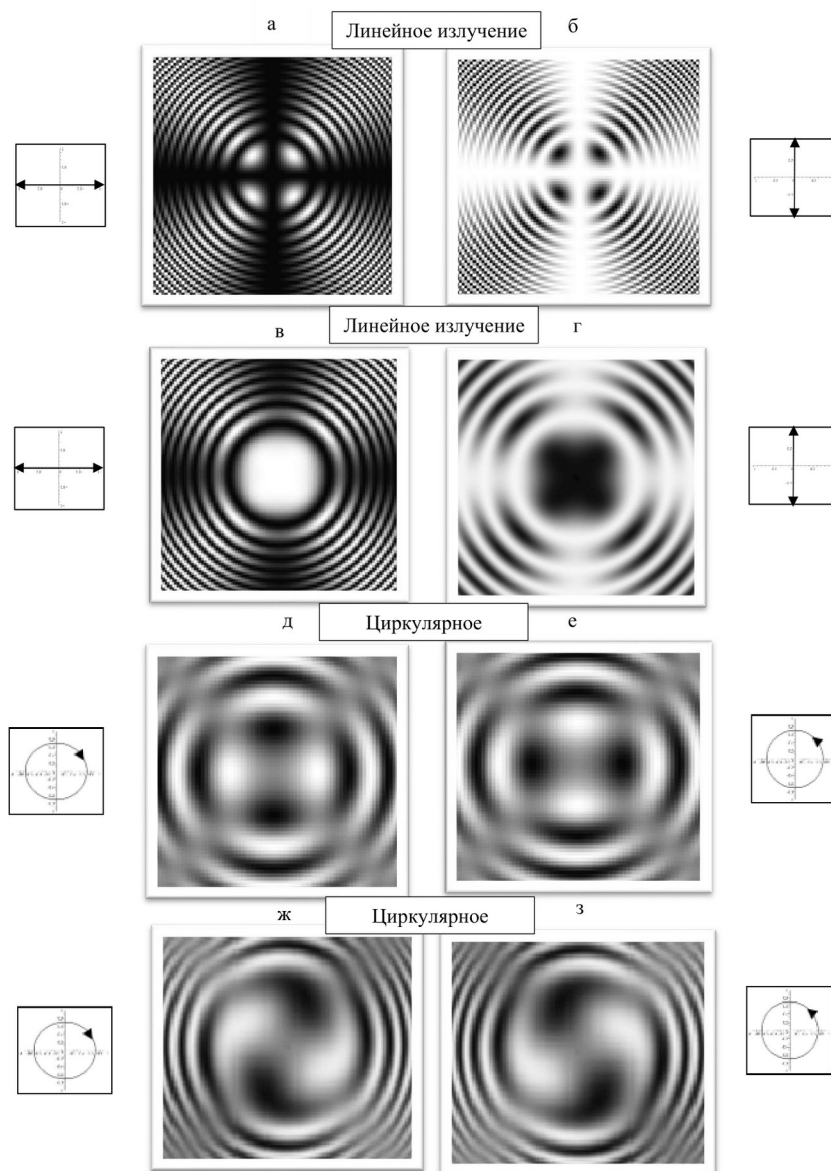 а
Линейное излучение
б
в
Линейное излучение
г
д
Циркулярное
е
ж
Циркулярное
з